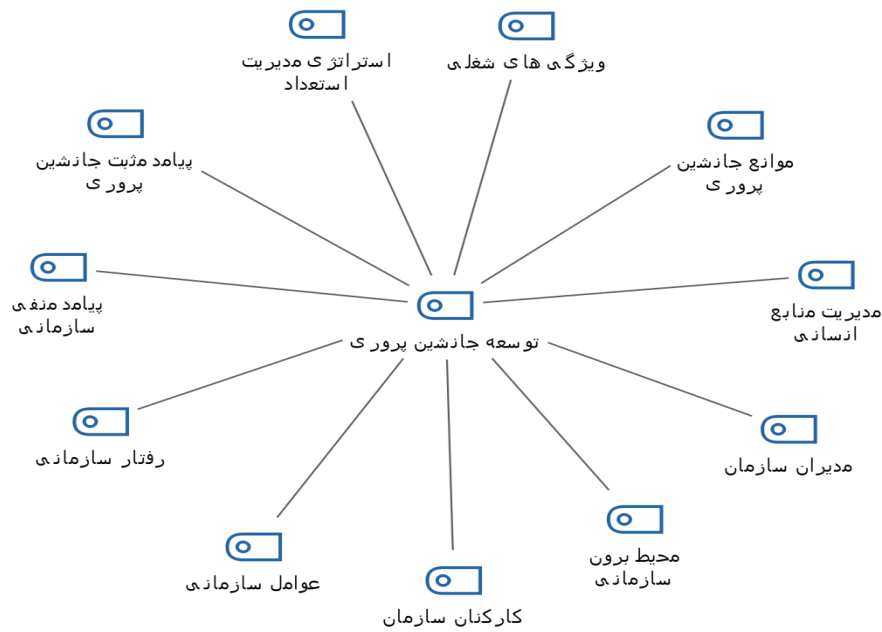 استراتژی مدیریت
استعداد
ویژگی های شغلی
پیامد مثبت جانشین
پروری
موانع جانشین
پروری
پیامد منفی
سازمانی
مدیریت منابع
انسانی
توسعه جانشین پروری
رفتار سازمانی
مدیران سازمان
عوامل سازمانی
محیط برون
سازمانی
کارکنان سازمان